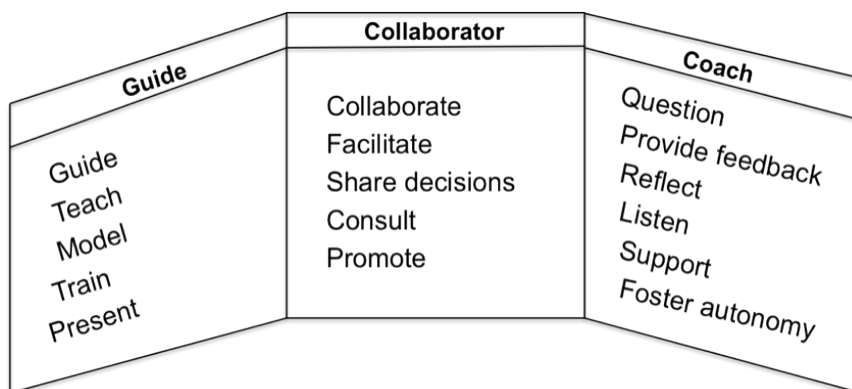 Guide
Guide
Teach
Model
Train
Present
Collaborator
Collaborate
Facilitate
Share decisions
Consult
Promote
Coach
Question
Provide feedback
Reflect
Listen
Support
Foster autonomy